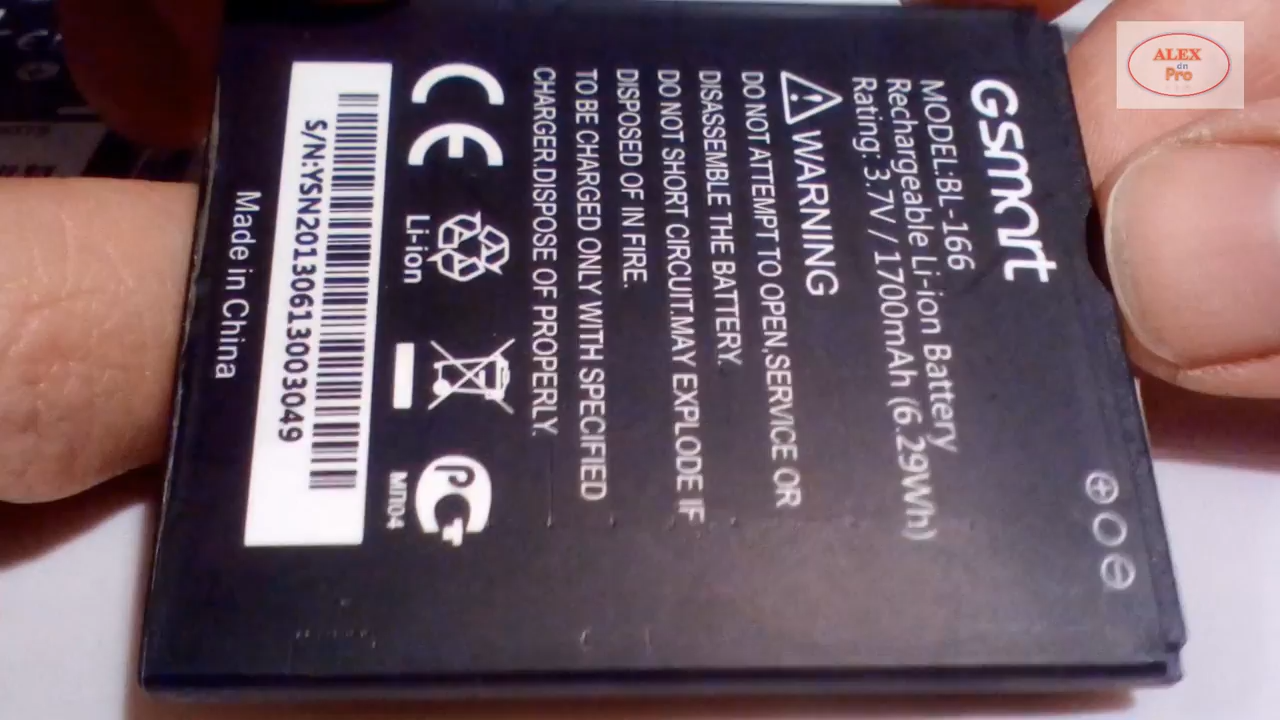 GSMART
MODEL:BL-166
Rechargeable Li-ion Battery
Rating: 3.7V / 1700mAh (6.29Wh)
WARNING
DO NOT ATTEMPT TO OPEN,SERVICE OR
DISASSEMBLE THE BATTERY.
DO NOT SHORT CIRCUIT.MAY EXPLODE IF
DISPOSED OF IN FIRE.
TO BE CHARGED ONLY WITH SPECIFIED
CHARGER.DISPOSE OF PROPERLY.
CE
Li-ion
РСТ
МП04
S/N:YSN20130613003049
Made in China
ALEX
dn
Pro